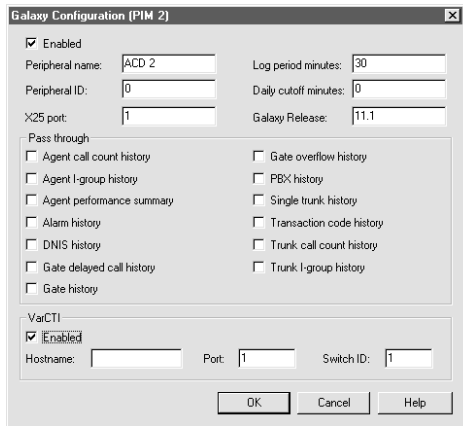 Galaxy Configuration (PIM 2)
Enabled
Peripheral name: ACD 2 Log period minutes: 30
Peripheral ID: 0 Daily cutoff minutes: 0
X25 port: 1 Galaxy Release: 11.1
Pass through
Agent call count history Gate overflow history
Agent I-group history PBX history
Agent performance summary Single trunk history
Alarm history Transaction code history
DNIS history Trunk call count history
Gate delayed call history Trunk I-group history
Gate history
VarCTI
Enabled
Hostname: Port: 1 Switch ID: 1
OK Cancel Help